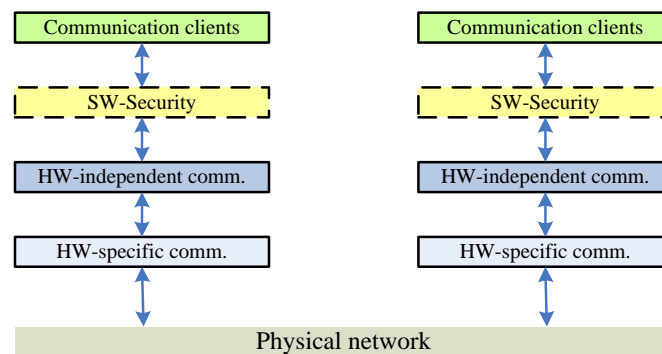 Communication clients
SW-Security
HW-independent comm.
HW-specific comm.
Communication clients
SW-Security
HW-independent comm.
HW-specific comm.
Physical network